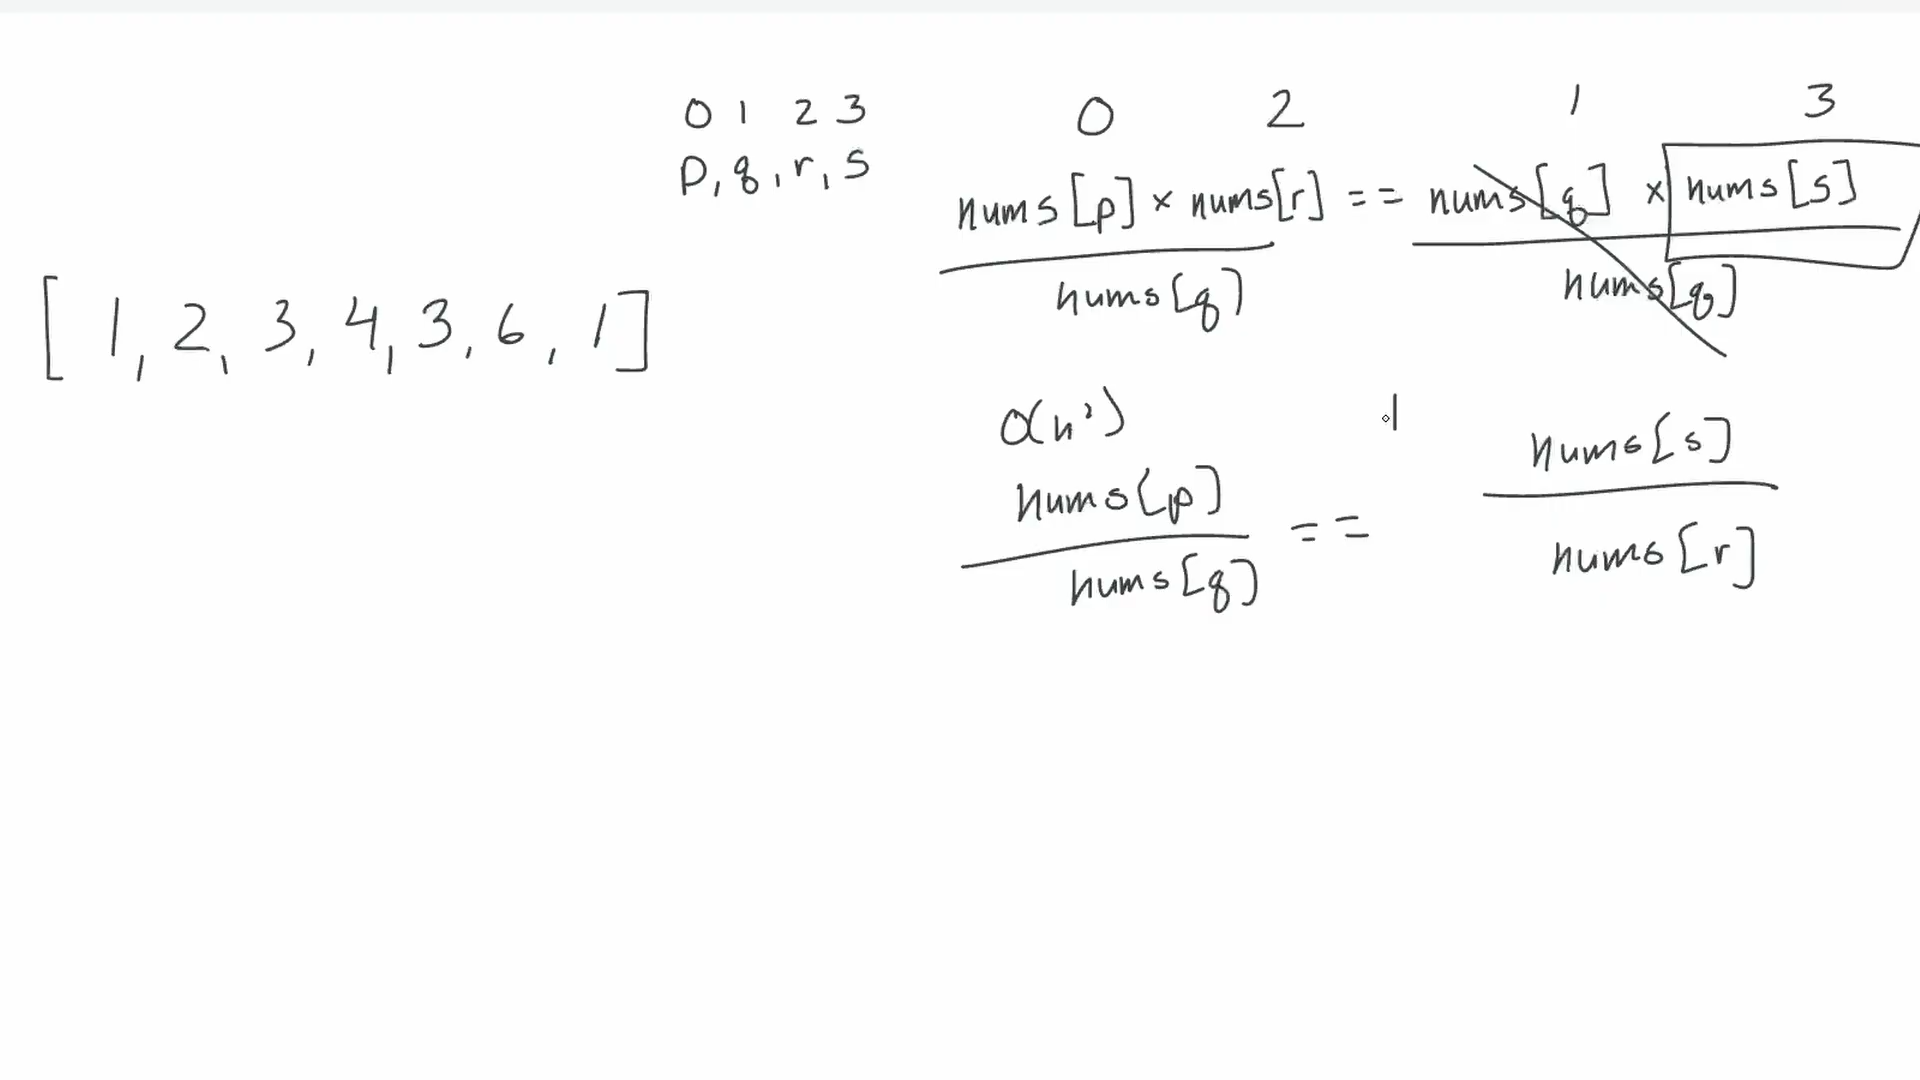 0 1 2 3
p, q, r, s
0 2 1 3
nums[p] × nums[r] == nums[q] × nums[s]
nums[q] nums[q]
[1, 2, 3, 4, 3, 6, 1]
O(n²)
nums[p] == nums[s]
nums[q] nums[r]